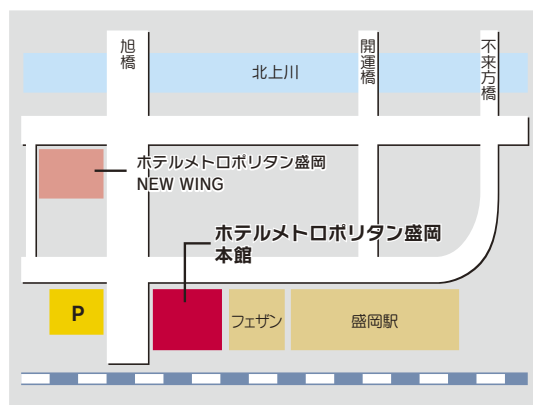 旭橋
開運橋
不来方橋
北上川
ホテルメトロポリタン盛岡
NEW WING
ホテルメトロポリタン盛岡
本館
P
フェザン
盛岡駅